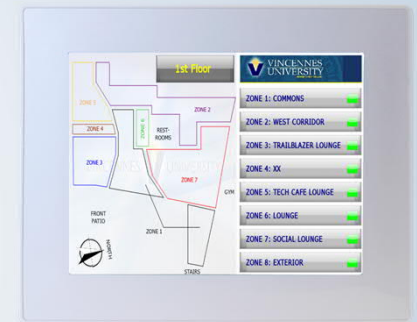 1st Floor
VINCENNES
UNIVERSITY
ZONE 2
ZONE 5
ZONE 4
REST-
ROOMS
ZONE 3
ZONE 7
GYM
FRONT
PATIO
ZONE 1
NORTH
STAIRS
ZONE 1: COMMONS
ZONE 2: WEST CORRIDOR
ZONE 3: TRAILBLAZER LOUNGE
ZONE 4: XX
ZONE 5: TECH CAFE LOUNGE
ZONE 6: LOUNGE
ZONE 7: SOCIAL LOUNGE
ZONE 8: EXTERIOR